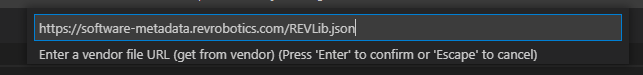 https://software-metadata.revrobotics.com/REVLib.json
Enter a vendor file URL (get from vendor) (Press 'Enter' to confirm or 'Escape' to cancel)